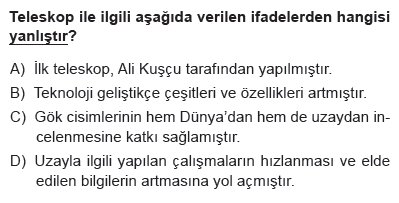 Teleskop ile ilgili aşağıda verilen ifadelerden hangisi
yanlıştır?
A) İlk teleskop, Ali Kuşçu tarafından yapılmıştır.
B) Teknoloji geliştikçe çeşitleri ve özellikleri artmıştır.
C) Gök cisimlerinin hem Dünya’dan hem de uzaydan in-
celenmesine katkı sağlamıştır.
D) Uzayla ilgili yapılan çalışmaların hızlanması ve elde
edilen bilgilerin artmasına yol açmıştır.